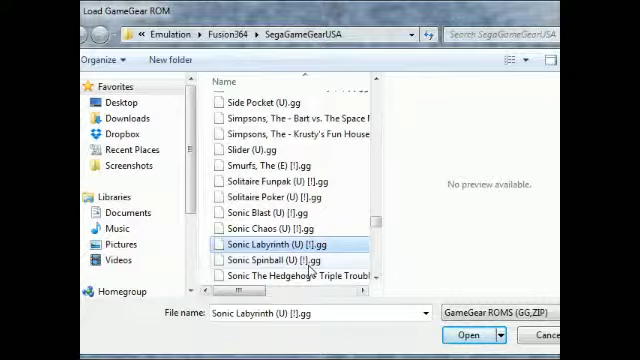 Load GameGear ROM
Emulation
Fusion364
SegaGameGearUSA
Search SegaGameGearUSA
Organize
New folder
Favorites
Desktop
Downloads
Dropbox
Recent Places
Screenshots
Libraries
Documents
Music
Pictures
Videos
Homegroup
Name
Side Pocket (U).gg
Simpsons, The - Bart vs. The Space M
Simpsons, The - Krusty's Fun House
Slider (U).gg
Smurfs, The (E) [!].gg
Solitaire Funpak (U) [!].gg
Solitaire Poker (U) [!].gg
Sonic Blast (U) [!].gg
Sonic Chaos (U) [!].gg
Sonic Labyrinth (U) [!].gg
Sonic Spinball (U) [!].gg
Sonic The Hedgehog's Triple Troubl
No preview available.
File name:
Sonic Labyrinth (U) [!].gg
GameGear ROMS (GG,ZIP)
Open
Cance